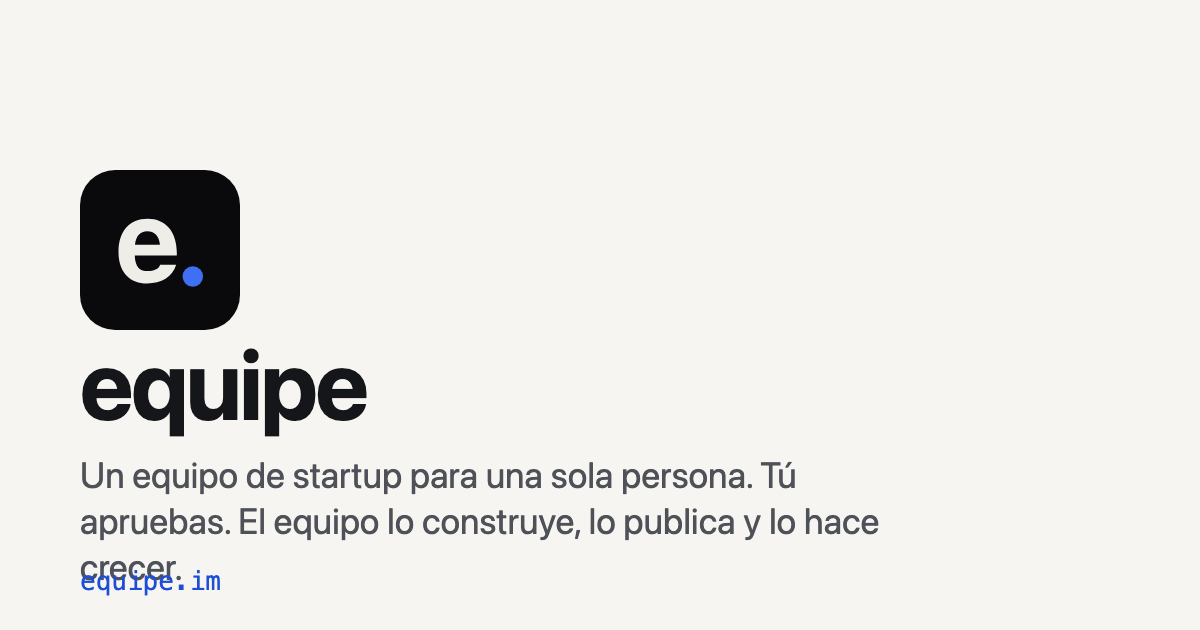 e.
equipe
Un equipo de startup para una sola persona. Tú
apruebas. El equipo lo construye, lo publica y lo hace
crecer.
equipe.im